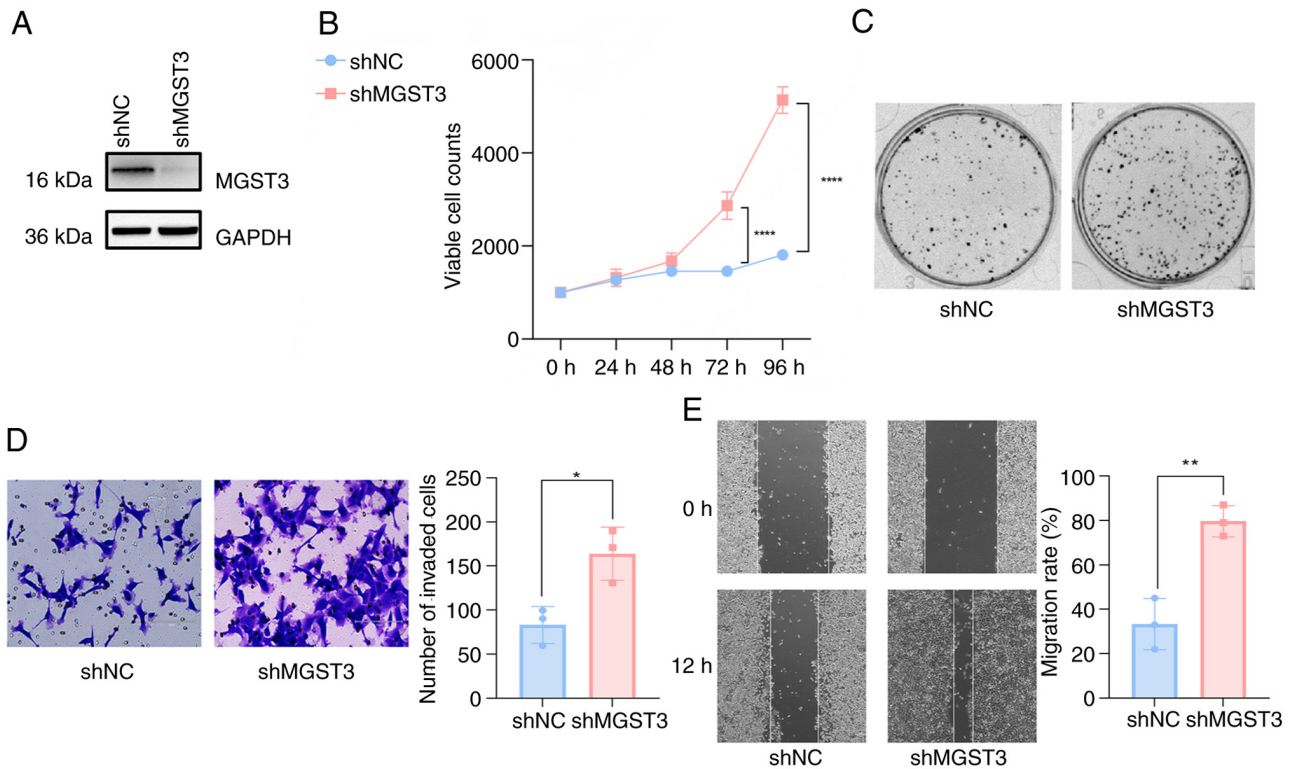 A
shNC
shMGST3
16 kDa
MGST3
36 kDa
GAPDH
B
shNC
shMGST3
Viable cell counts
6000
4000
2000
0
****
****
0 h 24 h 48 h 72 h 96 h
C
shNC shMGST3
D
shNC shMGST3
Number of invaded cells
250
200
150
100
50
0
*
shNC shMGST3
E
0 h
12 h
shNC shMGST3
Migration rate (%)
100
80
60
40
20
0
**
shNC shMGST3